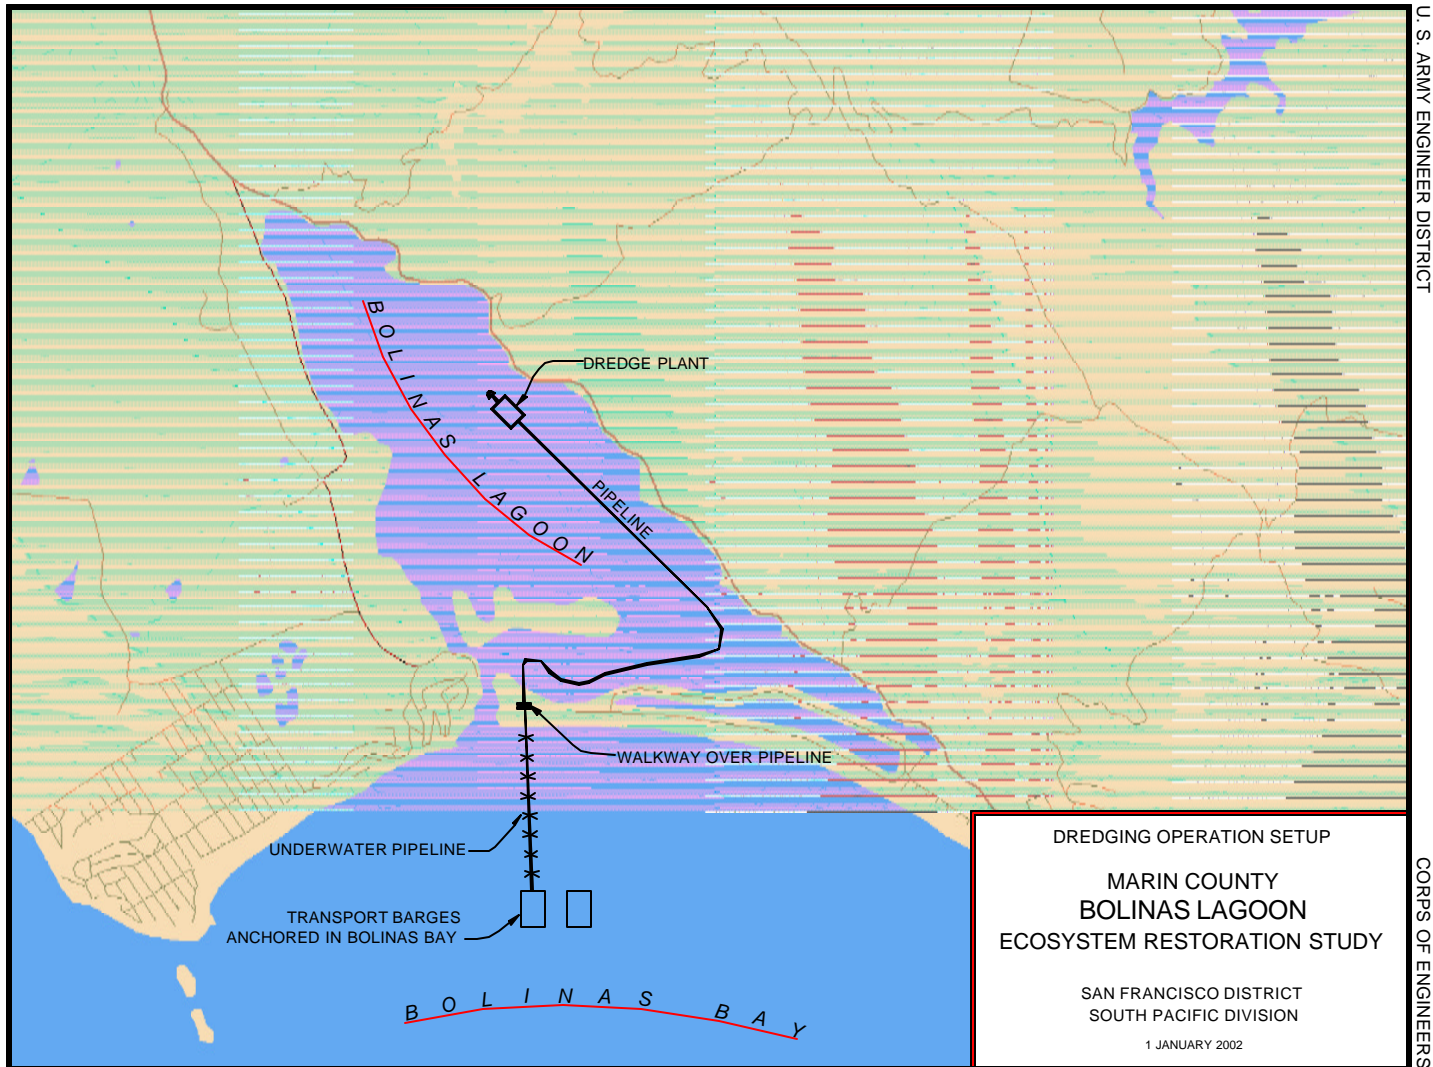 U. S. ARMY ENGINEER DISTRICT
BOLINAS LAGOON
DREDGE PLANT
PIPELINE
WALKWAY OVER PIPELINE
UNDERWATER PIPELINE
TRANSPORT BARGES
ANCHORED IN BOLINAS BAY
BOLINAS BAY
DREDGING OPERATION SETUP
MARIN COUNTY
BOLINAS LAGOON
ECOSYSTEM RESTORATION STUDY
SAN FRANCISCO DISTRICT
SOUTH PACIFIC DIVISION
1 JANUARY 2002
CORPS OF ENGINEERS